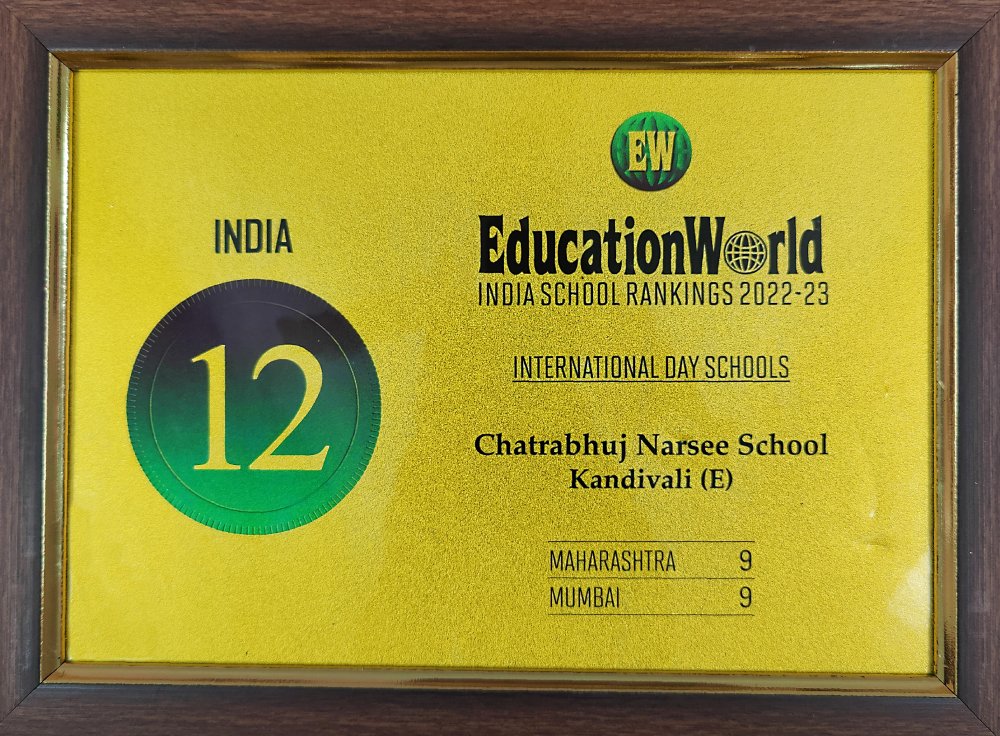 INDIA
12
EW
EducationWorld
INDIA SCHOOL RANKINGS 2022-23
INTERNATIONAL DAY SCHOOLS
Chatrabhuj Narsee School
Kandivali (E)
MAHARASHTRA 9
MUMBAI 9